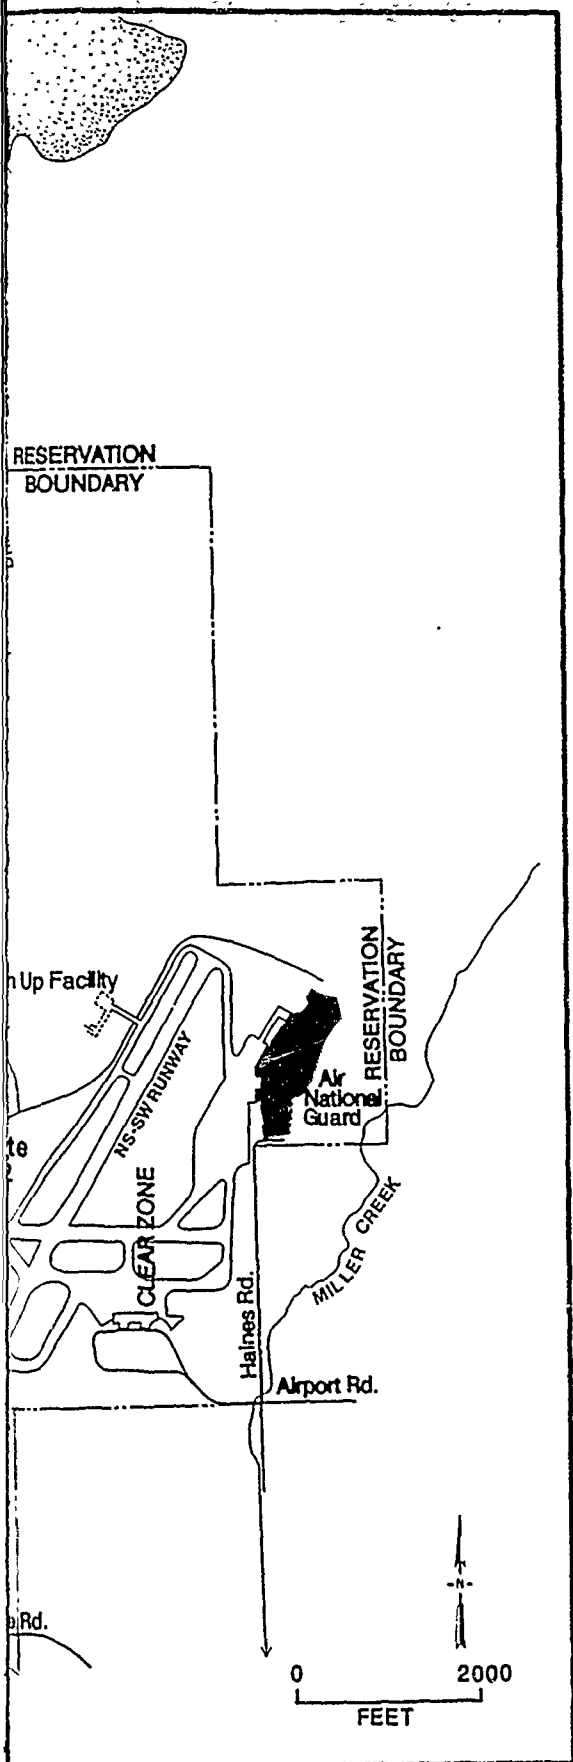 RESERVATION
BOUNDARY
n Up Facility
RESERVATION
BOUNDARY
NS-SW RUNWAY
Air
National
Guard
te
CLEAR ZONE
MILLER CREEK
Haines Rd.
Airport Rd.
-N-
Rd.
0 2000
FEET